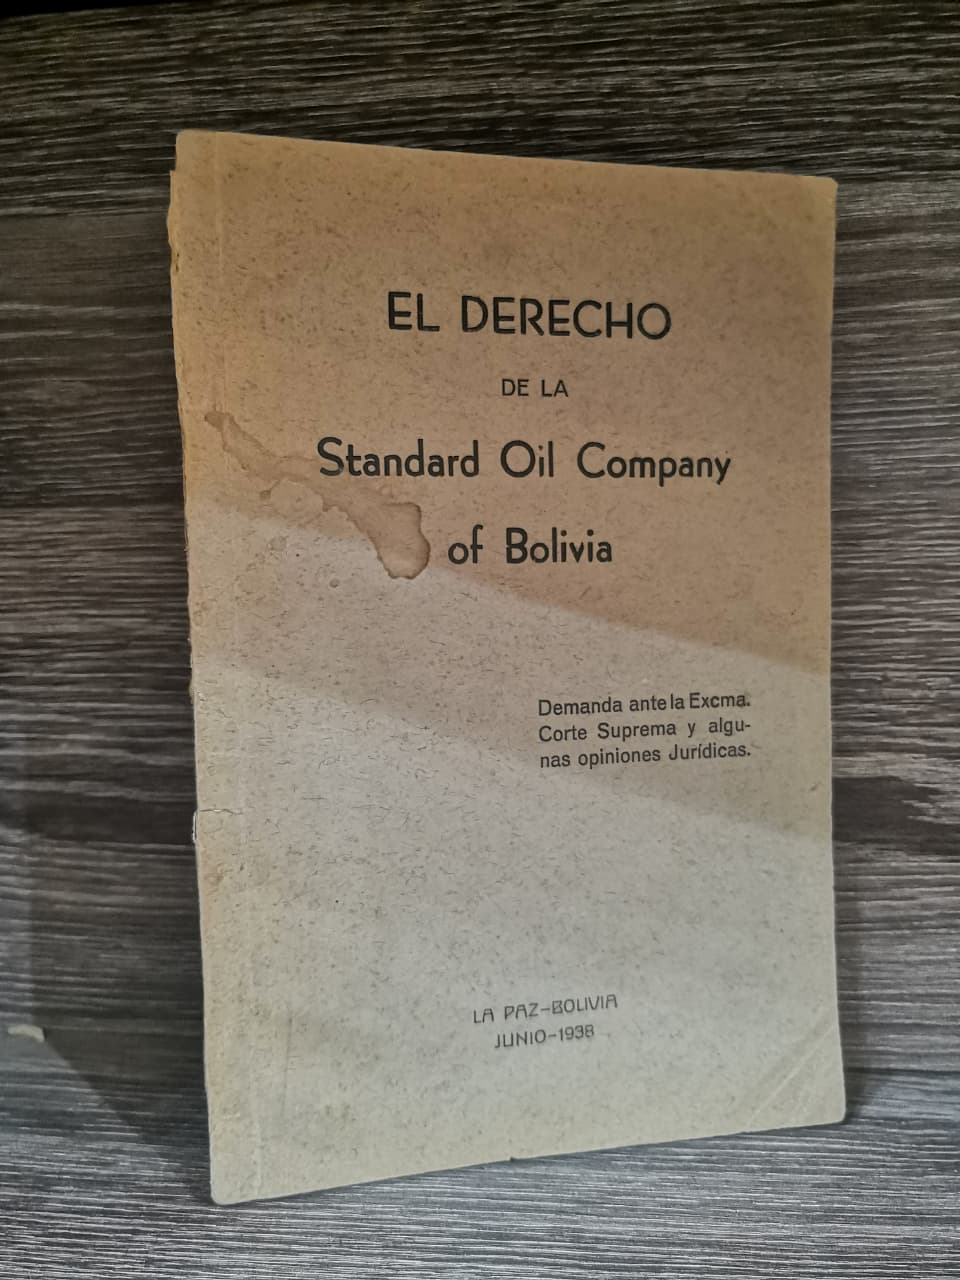 EL DERECHO
DE LA
Standard Oil Company
of Bolivia
Demanda ante la Excma.
Corte Suprema y algu-
nas opiniones Jurídicas.
LA PAZ-BOLIVIA
JUNIO-1938